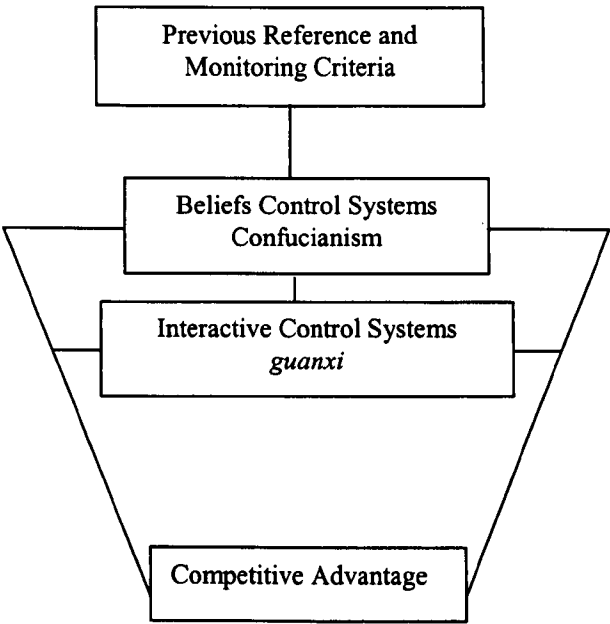 Previous Reference and
Monitoring Criteria
Beliefs Control Systems
Confucianism
Interactive Control Systems
guanxi
Competitive Advantage